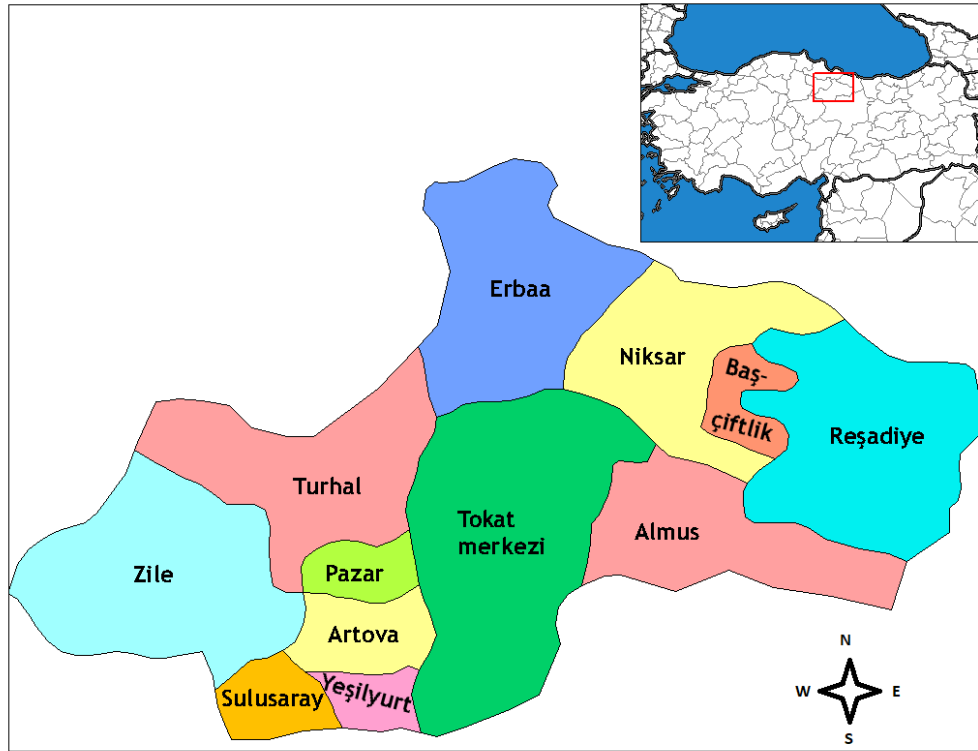 Erbaa
Niksar
Baş-
çiftlik
Reşadiye
Turhal
Tokat
merkezi
Almus
Zile
Pazar
Artova
Sulusaray
Yeşilyurt
N
W
E
S